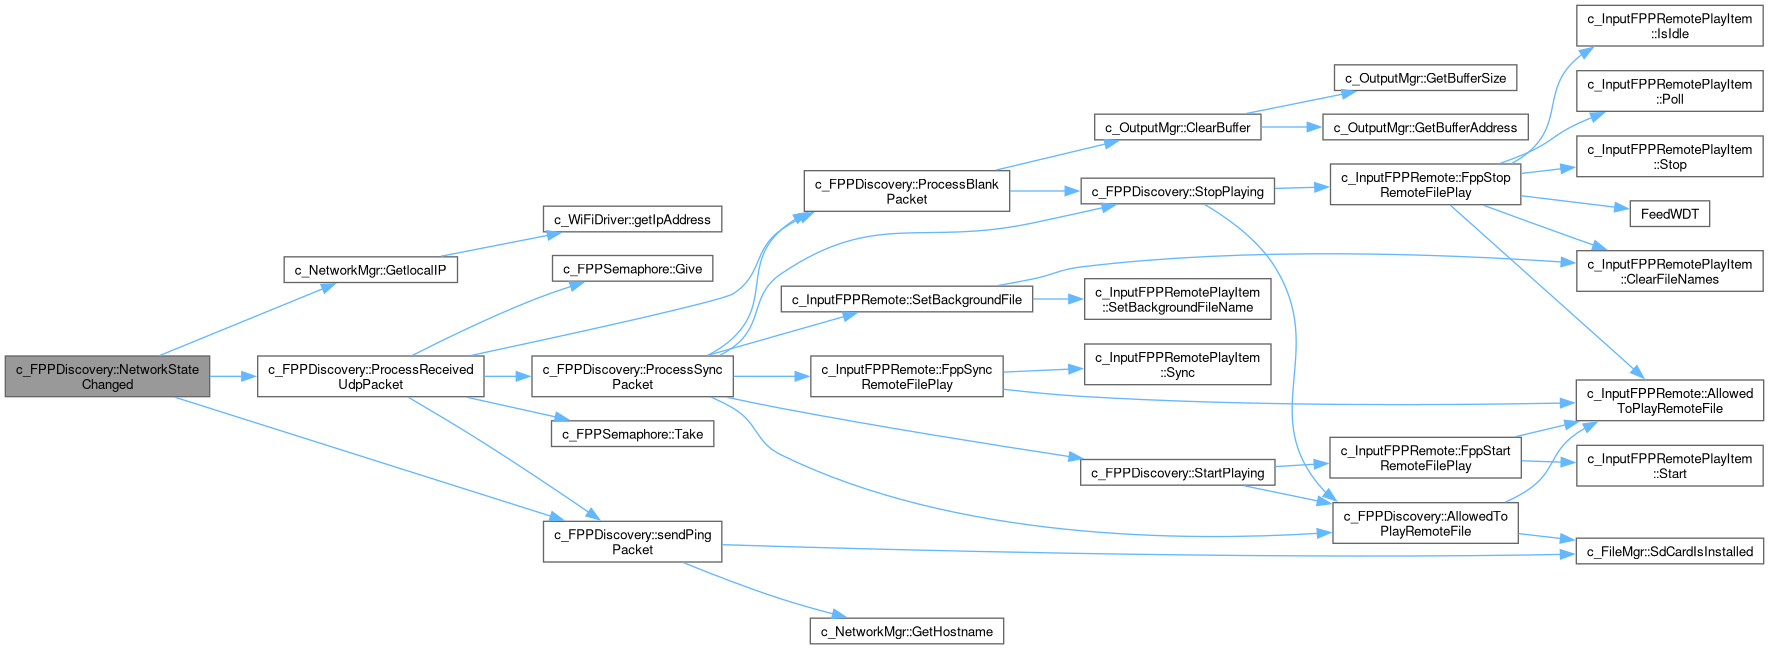 c_FPPDiscovery::NetworkState
Changed
c_NetworkMgr::GetlocalIP
c_WiFiDriver::getIpAddress
c_FPPDiscovery::ProcessReceived
UdpPacket
c_FPPSemaphore::Give
c_FPPDiscovery::ProcessBlank
Packet
c_OutputMgr::ClearBuffer
c_OutputMgr::GetBufferSize
c_OutputMgr::GetBufferAddress
c_FPPDiscovery::StopPlaying
c_InputFPPRemote::FppStop
RemoteFilePlay
c_InputFPPRemotePlayItem
::IsIdle
c_InputFPPRemotePlayItem
::Poll
c_InputFPPRemotePlayItem
::Stop
FeedWDT
c_InputFPPRemotePlayItem
::ClearFileNames
c_InputFPPRemote::Allowed
ToPlayRemoteFile
c_FPPDiscovery::ProcessSync
Packet
c_InputFPPRemote::SetBackgroundFile
c_InputFPPRemotePlayItem
::SetBackgroundFileName
c_InputFPPRemote::FppSync
RemoteFilePlay
c_InputFPPRemotePlayItem
::Sync
c_FPPDiscovery::StartPlaying
c_InputFPPRemote::FppStart
RemoteFilePlay
c_InputFPPRemotePlayItem
::Start
c_FPPDiscovery::AllowedTo
PlayRemoteFile
c_FileMgr::SdCardIsInstalled
c_FPPSemaphore::Take
c_FPPDiscovery::sendPing
Packet
c_NetworkMgr::GetHostname